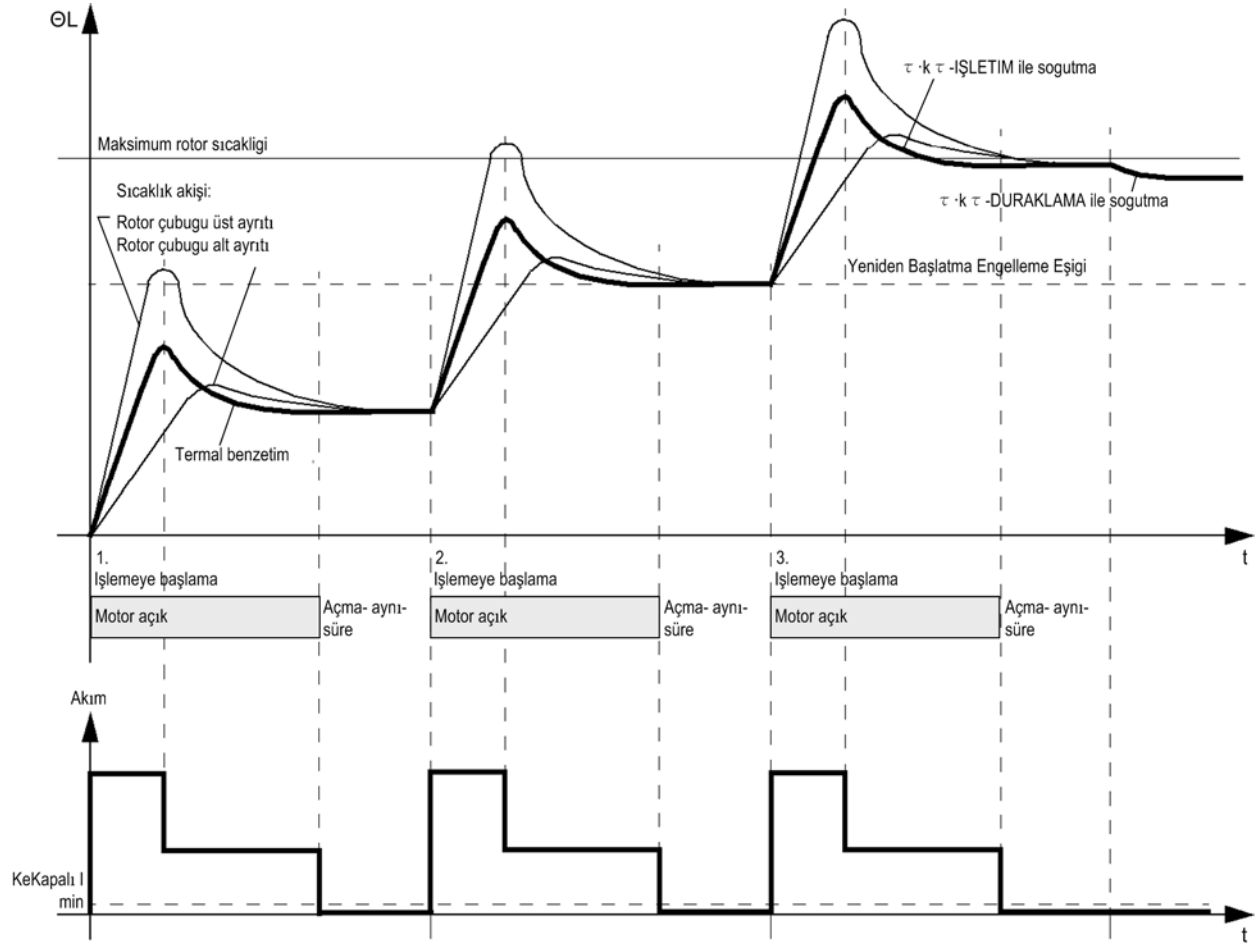 ΘL
τ ·k τ -IŞLETIM ile sogutma
Maksimum rotor sıcakligi
Sıcaklık akişi:
Rotor çubugu üst ayrıtı
Rotor çubugu alt ayrıtı
τ ·k τ -DURAKLAMA ile sogutma
Yeniden Başlatma Engelleme Eşigi
Termal benzetim
t
1.
Işlemeye başlama
Motor açık
Açma- aynı-
süre
2.
Işlemeye başlama
Motor açık
Açma- aynı-
süre
3.
Işlemeye başlama
Motor açık
Açma- aynı-
süre
Akım
KeKapalı I
min
t